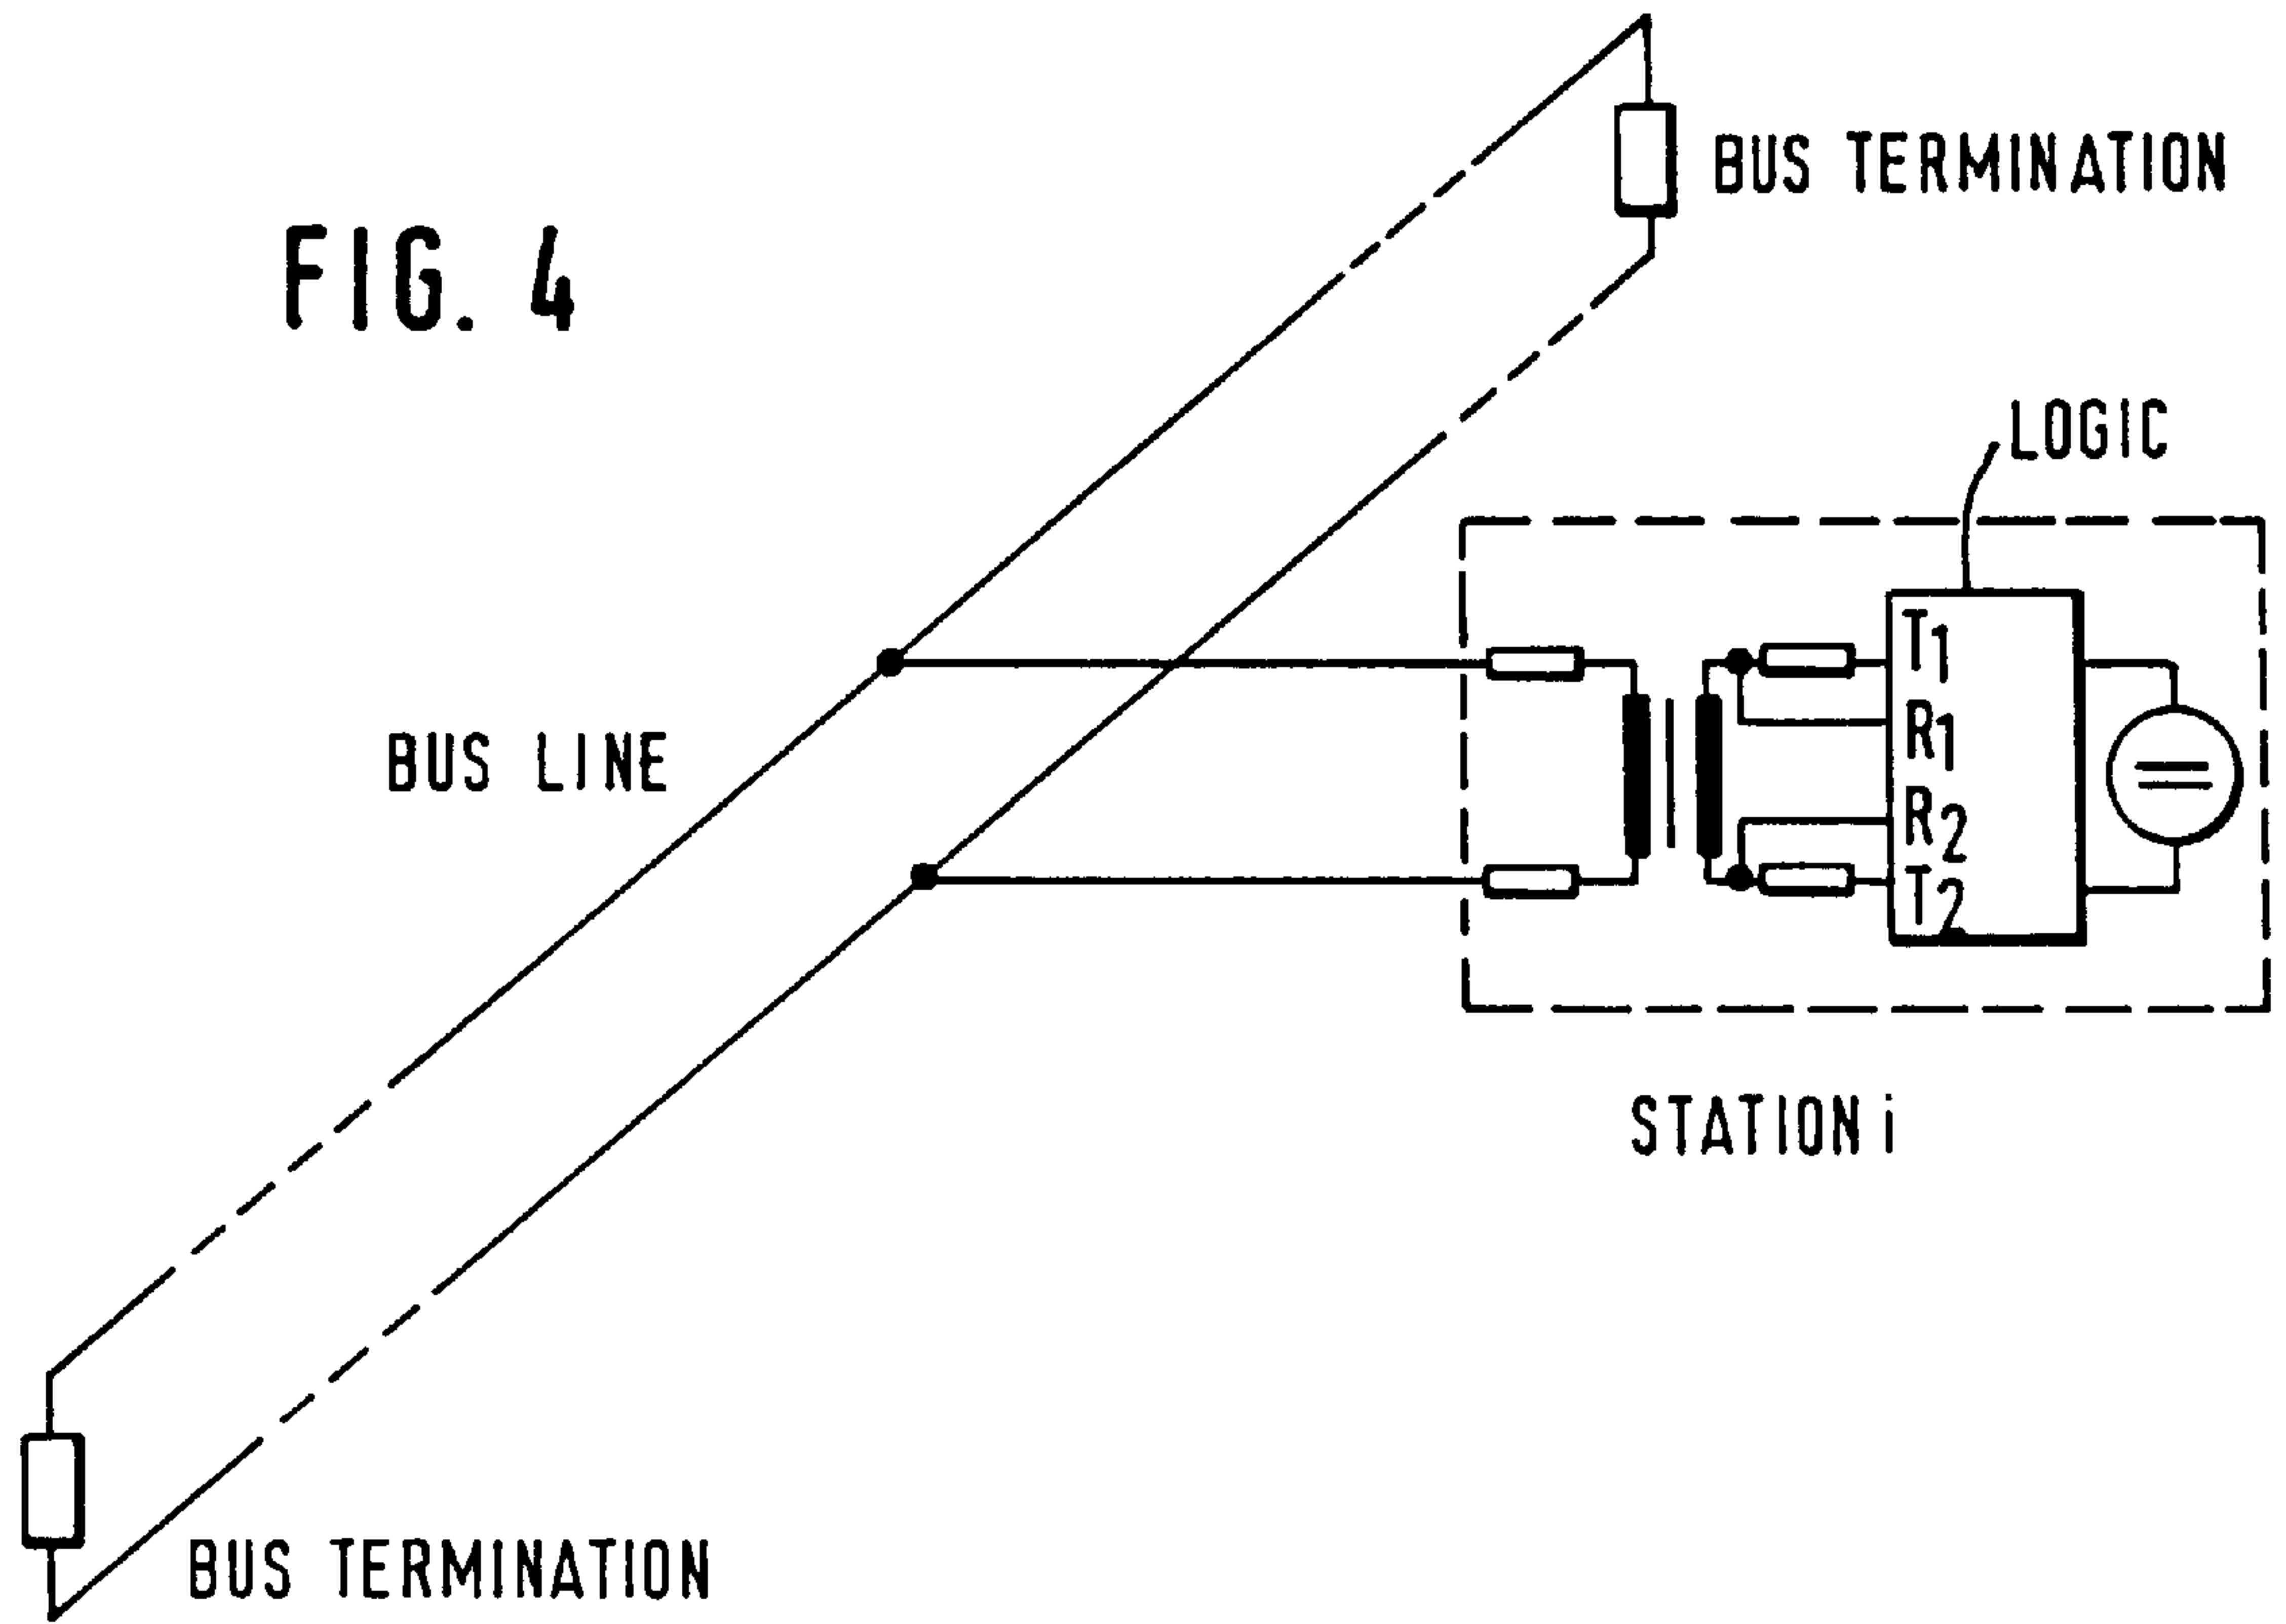 BUS TERMINATION
FIG. 4
LOGIC
T1
R1
R2
T2
BUS LINE
STATION i
BUS TERMINATION